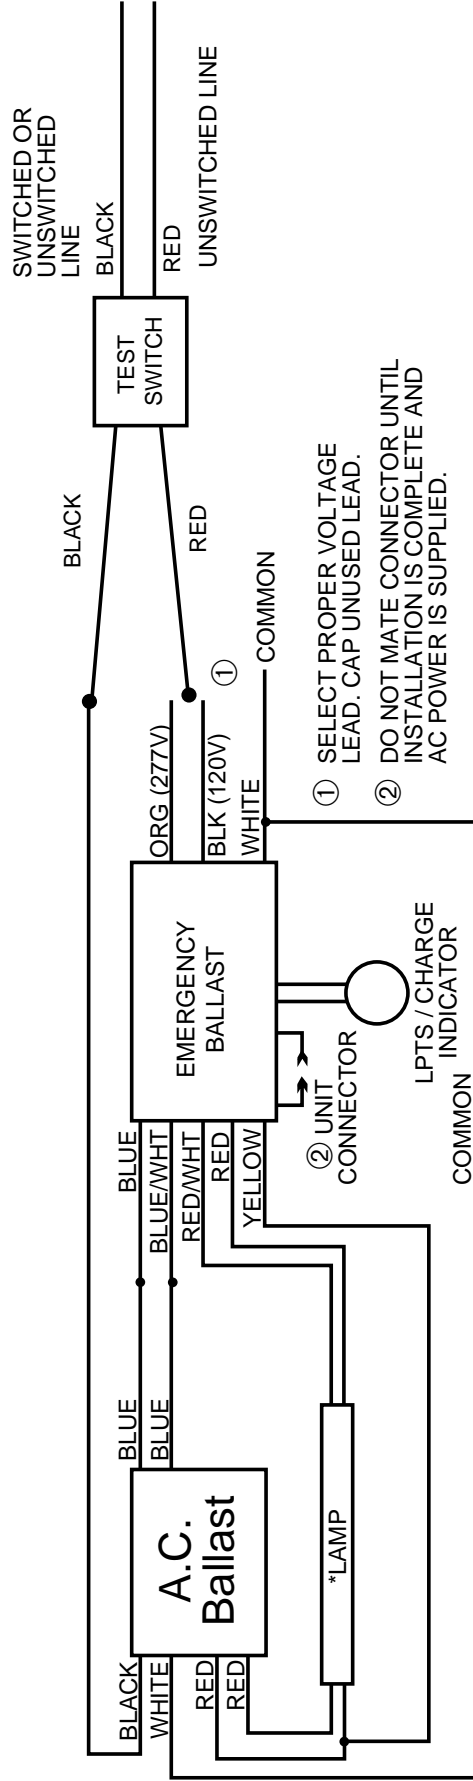 SWITCHED OR
UNSWITCHED
LINE
BLACK
RED
UNSWITCHED LINE
TEST
SWITCH
BLACK
RED
ORG (277V)
BLK (120V)
①
WHITE
COMMON
① SELECT PROPER VOLTAGE
LEAD. CAP UNUSED LEAD.
② DO NOT MATE CONNECTOR UNTIL
INSTALLATION IS COMPLETE AND
AC POWER IS SUPPLIED.
EMERGENCY
BALLAST
BLUE
BLUE/WHT
RED/WHT
RED
YELLOW
② UNIT
CONNECTOR
LPTS / CHARGE
INDICATOR
COMMON
BLUE
BLUE
A.C.
Ballast
BLACK
WHITE
RED
RED
*LAMP